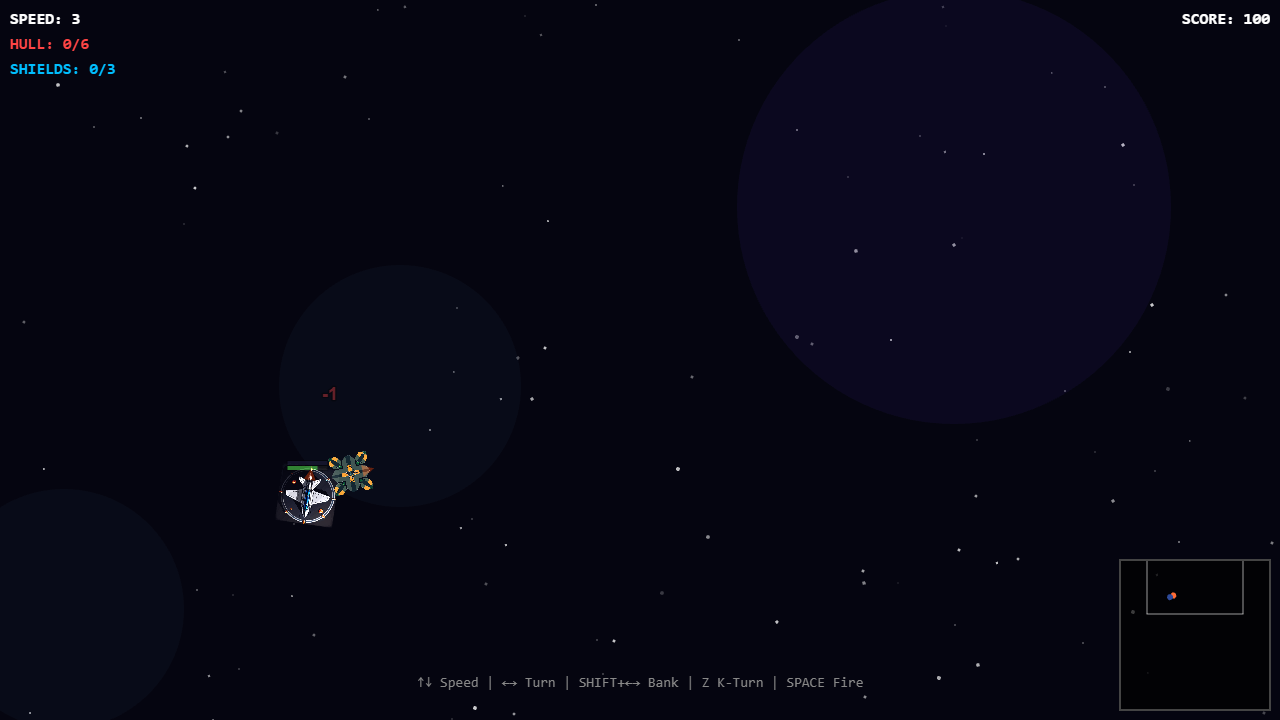 SPEED: 3
SCORE: 100
HULL: 0/6
SHIELDS: 0/3
-1
↑↓ Speed | ↔ Turn | SHIFT+↔ Bank | Z K-Turn | SPACE Fire